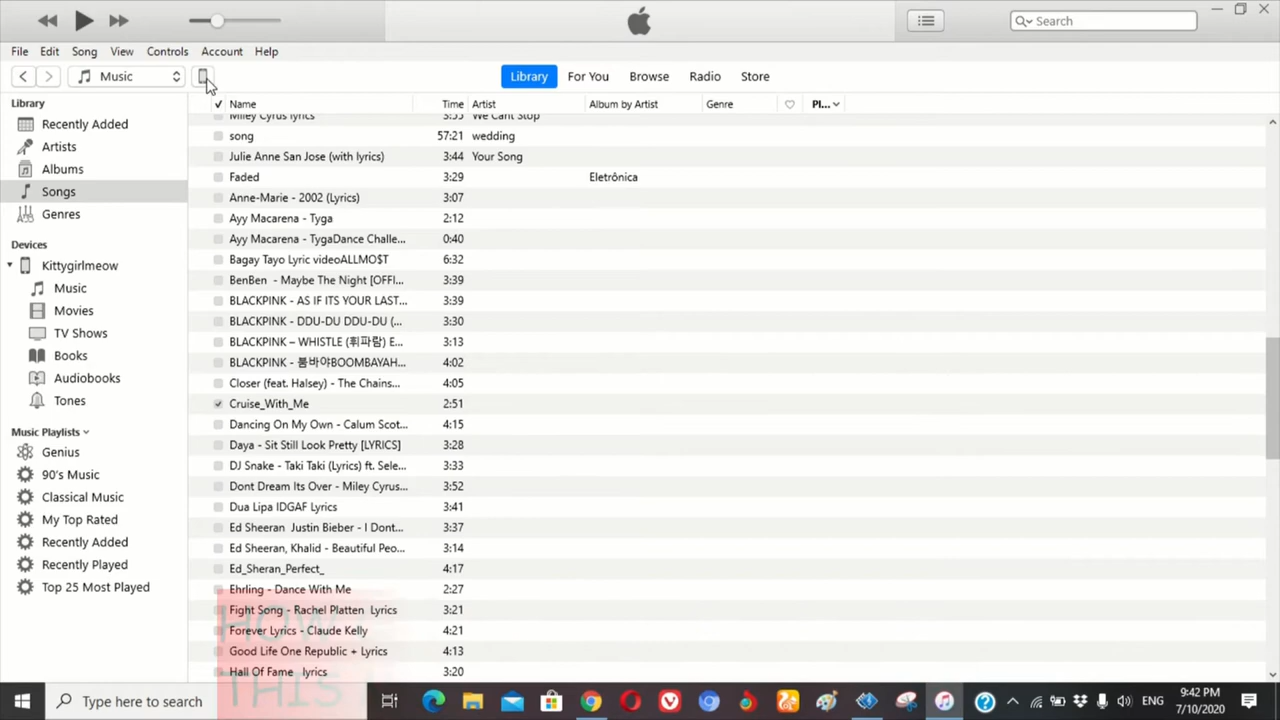 Search
File Edit Song View Controls Account Help
Music
Library For You Browse Radio Store
Library
Recently Added
Artists
Albums
Songs
Genres
Devices
Kittygirlmeow
Music
Movies
TV Shows
Books
Audiobooks
Tones
Music Playlists
Genius
90's Music
Classical Music
My Top Rated
Recently Added
Recently Played
Top 25 Most Played
Name Time Artist Album by Artist Genre Pl...
Miley Cyrus lyrics 3:55 We Cant Stop
song 57:21 wedding
Julie Anne San Jose (with lyrics) 3:44 Your Song
Faded 3:29 Eletrônica
Anne-Marie - 2002 (Lyrics) 3:07
Ayy Macarena - Tyga 2:12
Ayy Macarena - TygaDance Challe... 0:40
Bagay Tayo Lyric videoALLMO$T 6:32
BenBen - Maybe The Night [OFFI... 3:39
BLACKPINK - AS IF ITS YOUR LAST... 3:39
BLACKPINK - DDU-DU DDU-DU (... 3:30
BLACKPINK – WHISTLE (휘파람) E... 3:13
BLACKPINK - 붐바야BOOMBAYAH... 4:02
Closer (feat. Halsey) - The Chains... 4:05
Cruise_With_Me 2:51
Dancing On My Own - Calum Scot... 4:15
Daya - Sit Still Look Pretty [LYRICS] 3:28
DJ Snake - Taki Taki (Lyrics) ft. Sele... 3:33
Dont Dream Its Over - Miley Cyrus... 3:52
Dua Lipa IDGAF Lyrics 3:41
Ed Sheeran Justin Bieber - I Dont... 3:37
Ed Sheeran, Khalid - Beautiful Peo... 3:14
Ed_Sheran_Perfect_ 4:17
Ehrling - Dance With Me 2:27
Fight Song - Rachel Platten Lyrics 3:21
Forever Lyrics - Claude Kelly 4:21
Good Life One Republic + Lyrics 4:13
Hall Of Fame lyrics 3:20
HOW
THIS
Type here to search
ENG
9:42 PM
7/10/2020